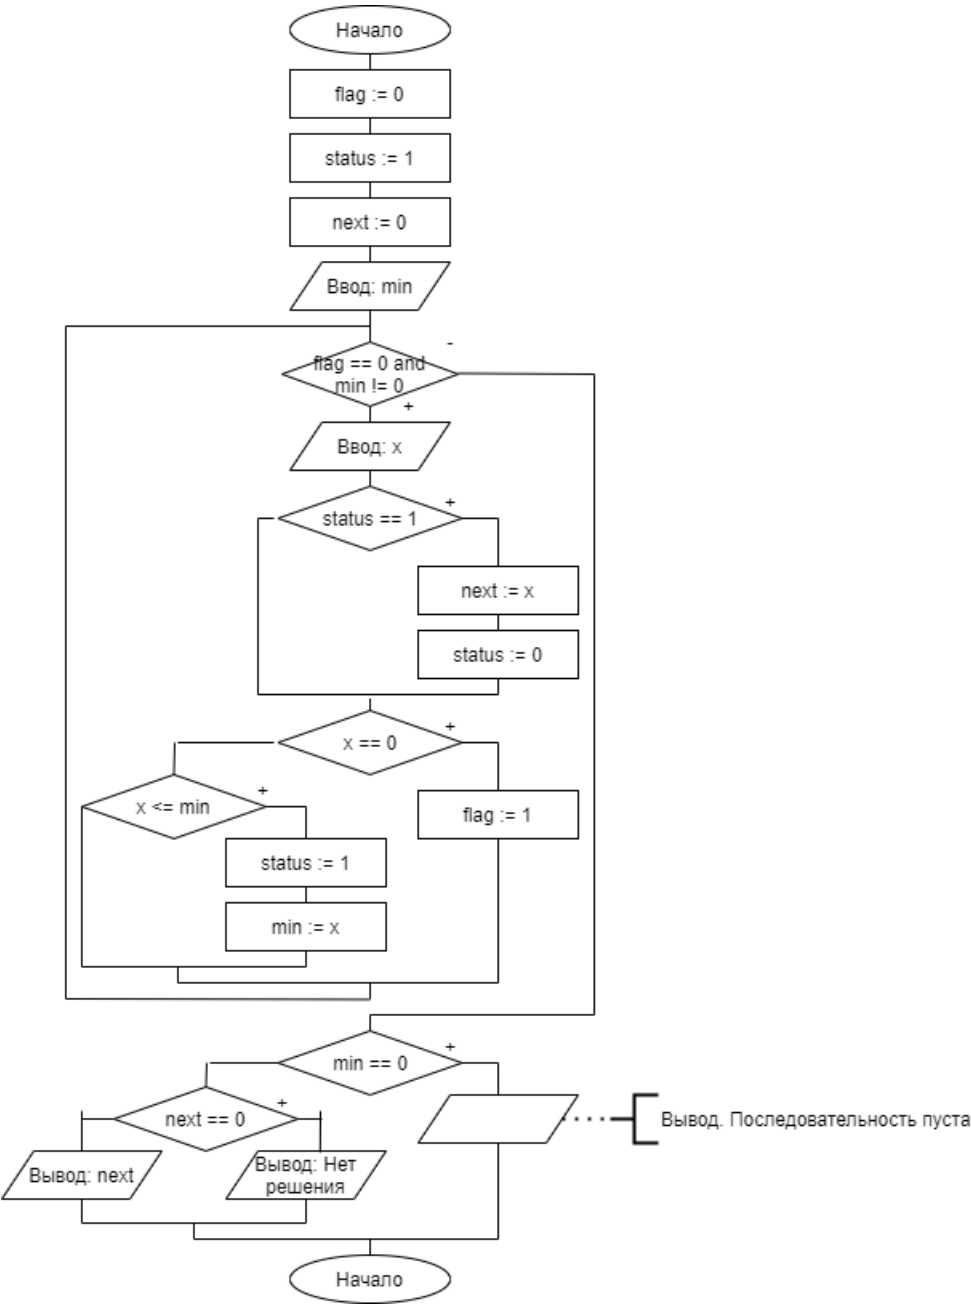 Начало
flag := 0
status := 1
next := 0
Ввод: min
-
flag == 0 and
min != 0
+
Ввод: x
+
status == 1
next := x
status := 0
+
x == 0
+
x <= min
flag := 1
status := 1
min := x
+
min == 0
+
next == 0
Вывод. Последовательность пуста
Вывод: next
Вывод: Нет
решения
Начало